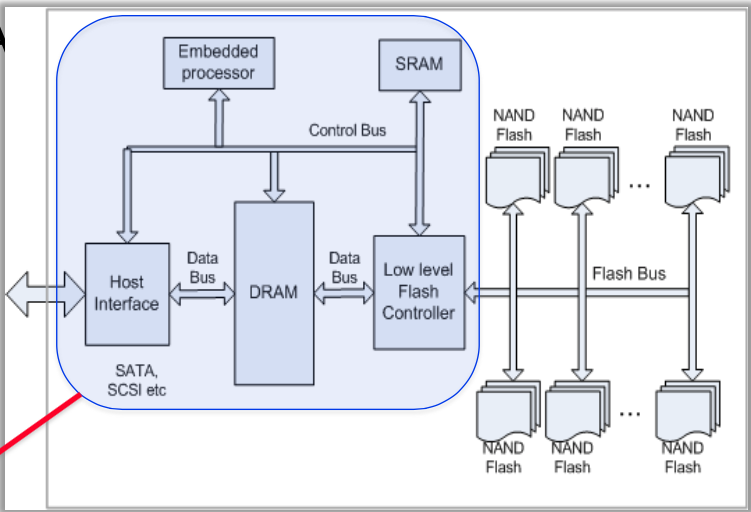 Embedded
processor
SRAM
Control Bus
NAND
Flash
NAND
Flash
NAND
Flash
...
Host
Interface
Data
Bus
DRAM
Data
Bus
Low level
Flash
Controller
Flash Bus
SATA,
SCSI etc
...
NAND
Flash
NAND
Flash
NAND
Flash